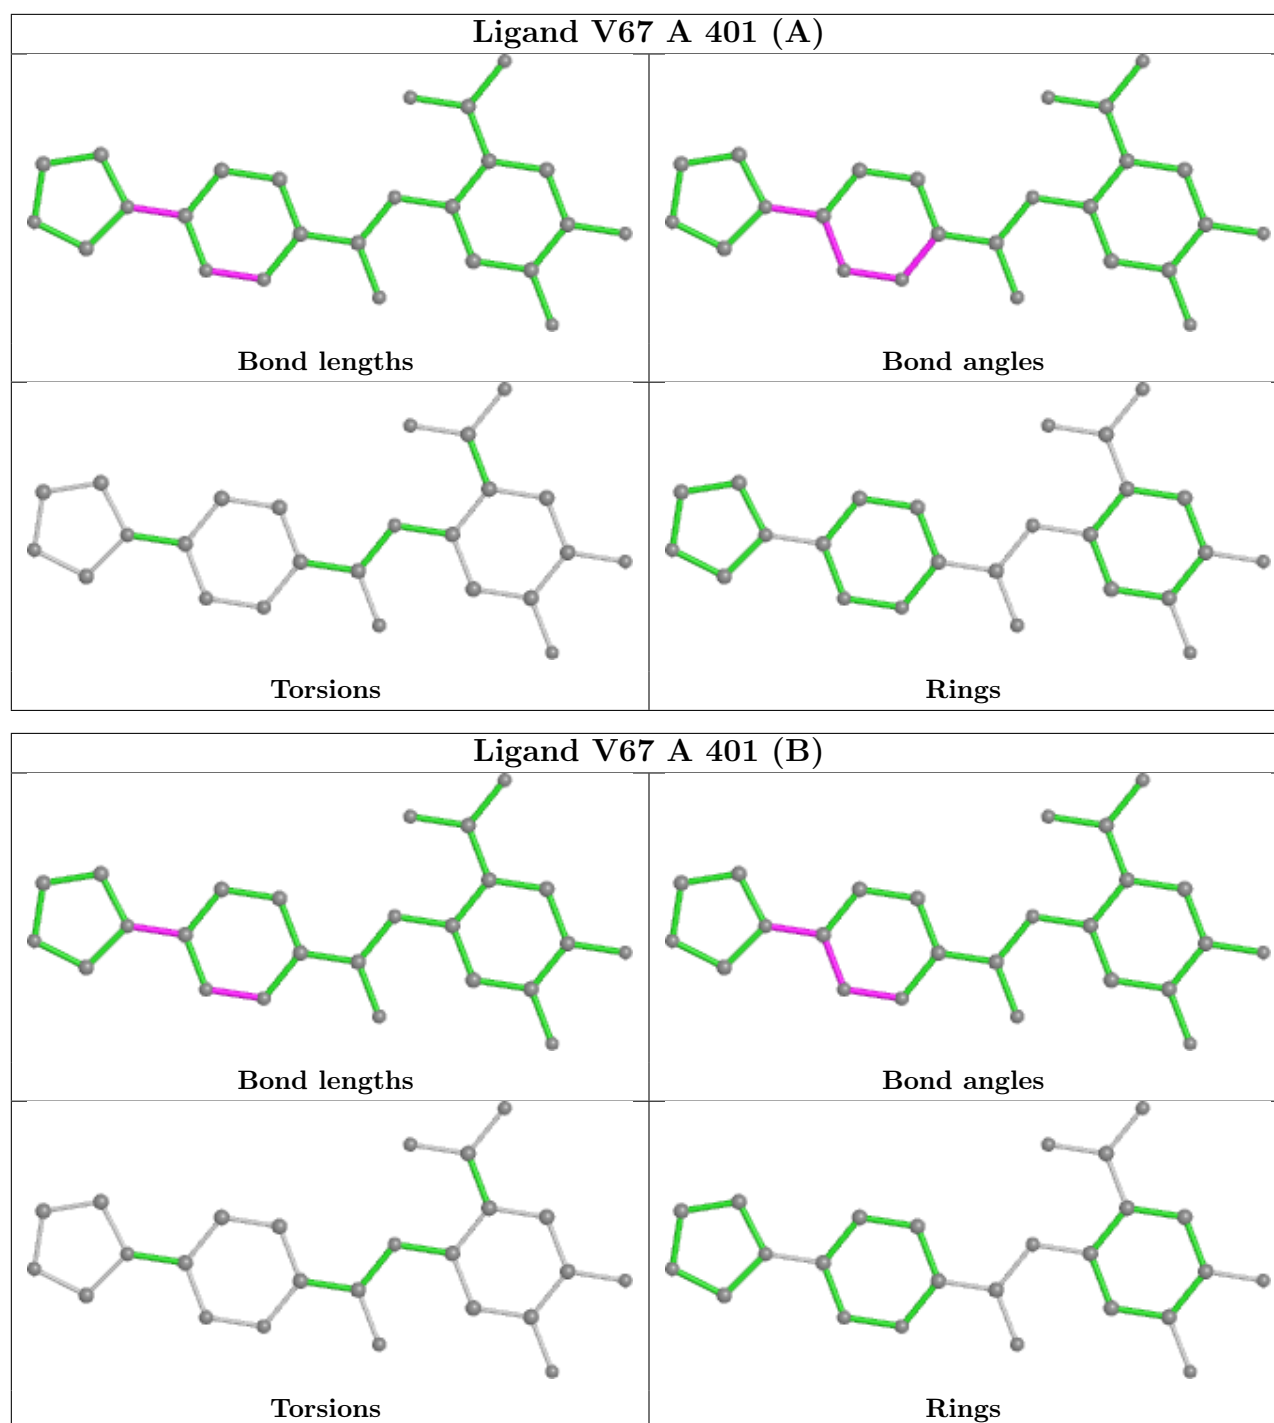 Ligand V67 A 401 (A)
Bond lengths
Bond angles
Torsions
Rings
Ligand V67 A 401 (B)
Bond lengths
Bond angles
Torsions
Rings